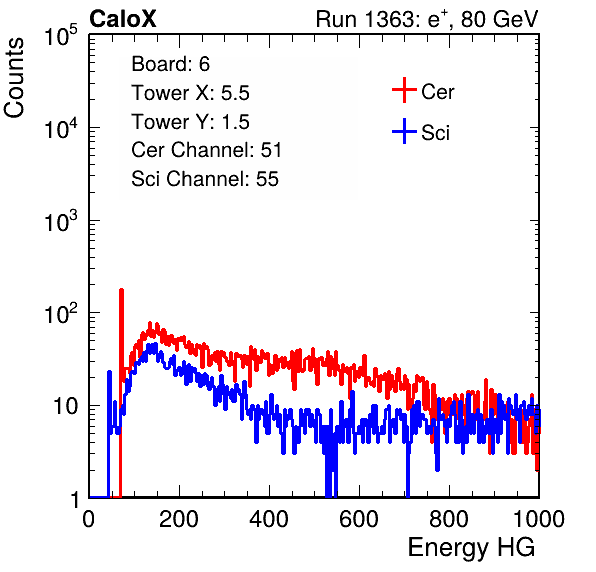 CaloX Run 1363: e⁺, 80 GeV
Counts
Board: 6
Tower X: 5.5
Tower Y: 1.5
Cer Channel: 51
Sci Channel: 55
Cer
Sci
10⁵
10⁴
10³
10²
10
1
0 200 400 600 800 1000
Energy HG